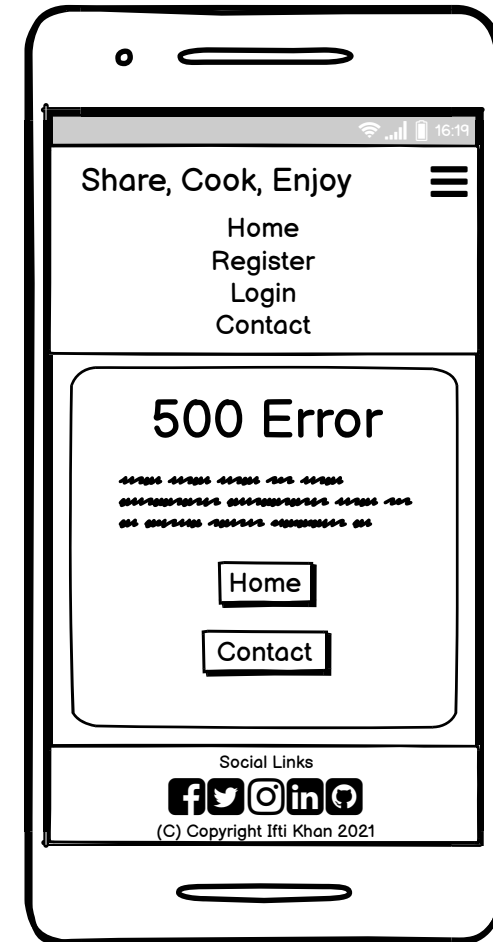 16:19
Share, Cook, Enjoy
Home
Register
Login
Contact
500 Error
Home
Contact
Social Links
(C) Copyright Ifti Khan 2021